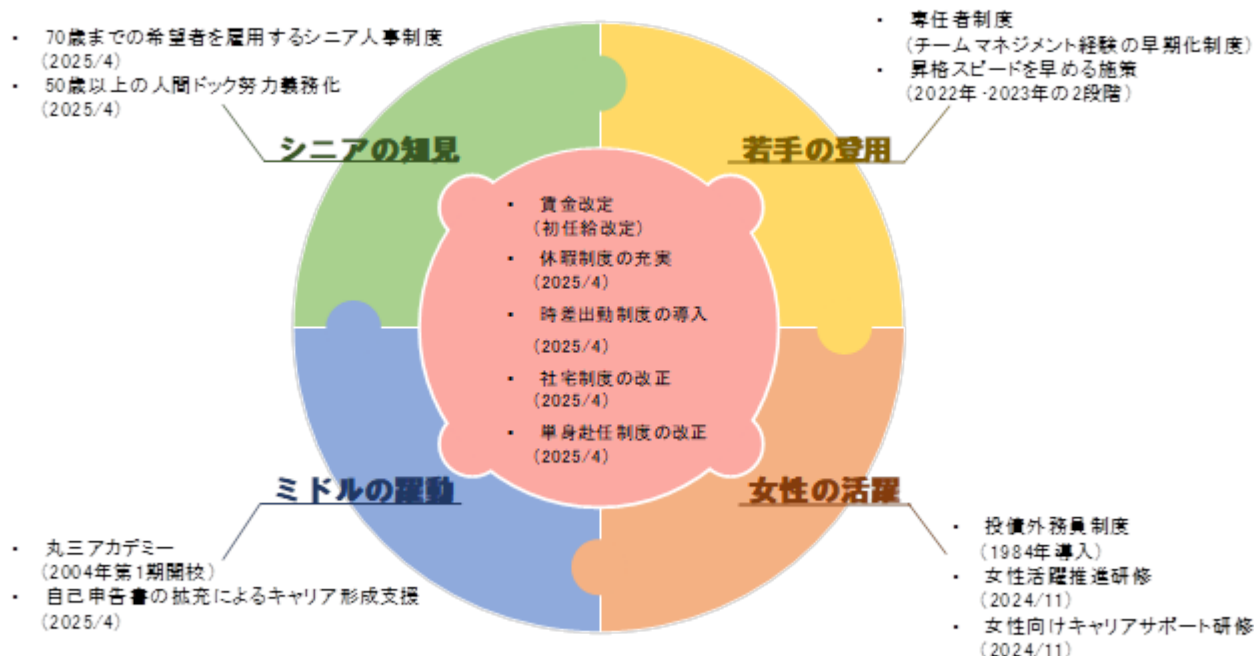 ・ 70歳までの希望者を雇用するシニア人事制度
(2025/4)
・ 50歳以上の人間ドック努力義務化
(2025/4)
シニアの知見
・ 専任者制度
(チームマネジメント経験の早期化制度)
・ 昇格スピードを早める施策
(2022年-2023年の2段階)
若手の登用
・ 賃金改定
(初任給改定)
・ 休暇制度の充実
(2025/4)
・ 時差出勤制度の導入
(2025/4)
・ 社宅制度の改正
(2025/4)
・ 単身赴任制度の改正
(2025/4)
ミドルの躍動
・ 丸三アカデミー
(2004年第1期開校)
・ 自己申告書の拡充によるキャリア形成支援
(2025/4)
女性の活躍
・ 投債外務員制度
(1984年導入)
・ 女性活躍推進研修
(2024/11)
・ 女性向けキャリアサポート研修
(2024/11)